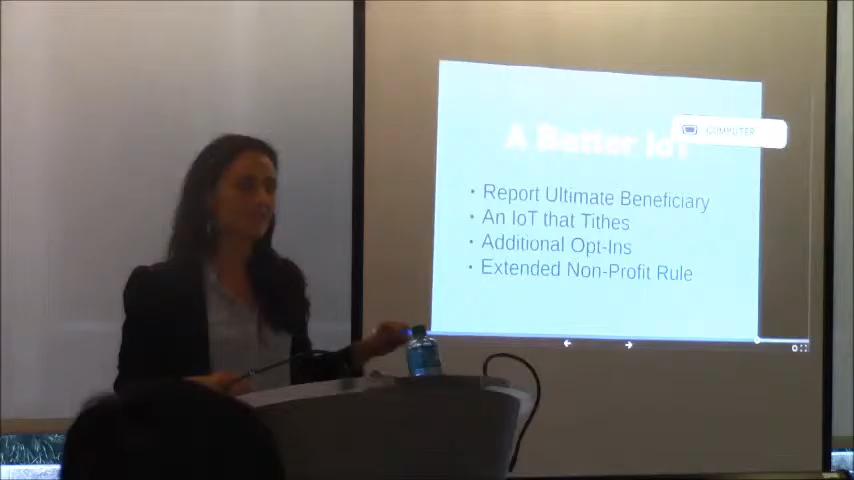 A Better IoT
COMPUTER
• Report Ultimate Beneficiary
• An IoT that Tithes
• Additional Opt-Ins
• Extended Non-Profit Rule